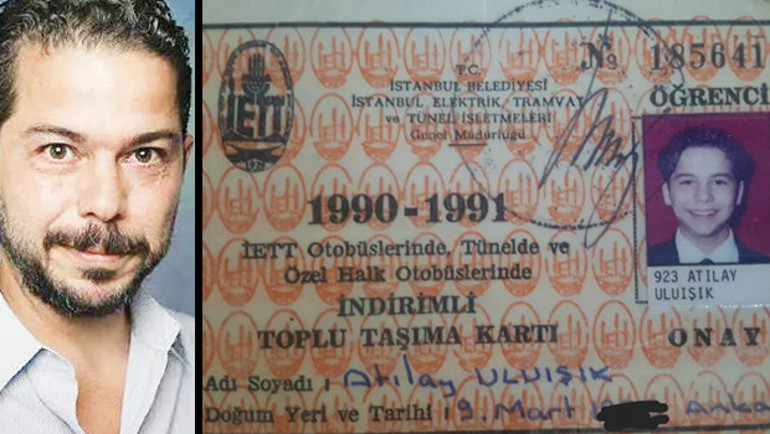 T.C.
İSTANBUL BELEDİYESİ
İSTANBUL ELEKTRİK, TRAMVAY
ve TÜNEL İŞLETMELERİ
Genel Müdürlüğü
İETT
No 185641
ÖĞRENCİ
1990-1991
İETT Otobüslerinde, Tünelde ve
Özel Halk Otobüslerinde
İNDİRİMLİ
TOPLU TAŞIMA KARTI
923 ATILAY
ULUIŞIK
ONAY
Adı Soyadı : Atılay ULUIŞIK
Doğum Yeri ve Tarihi 19. Mart Anka